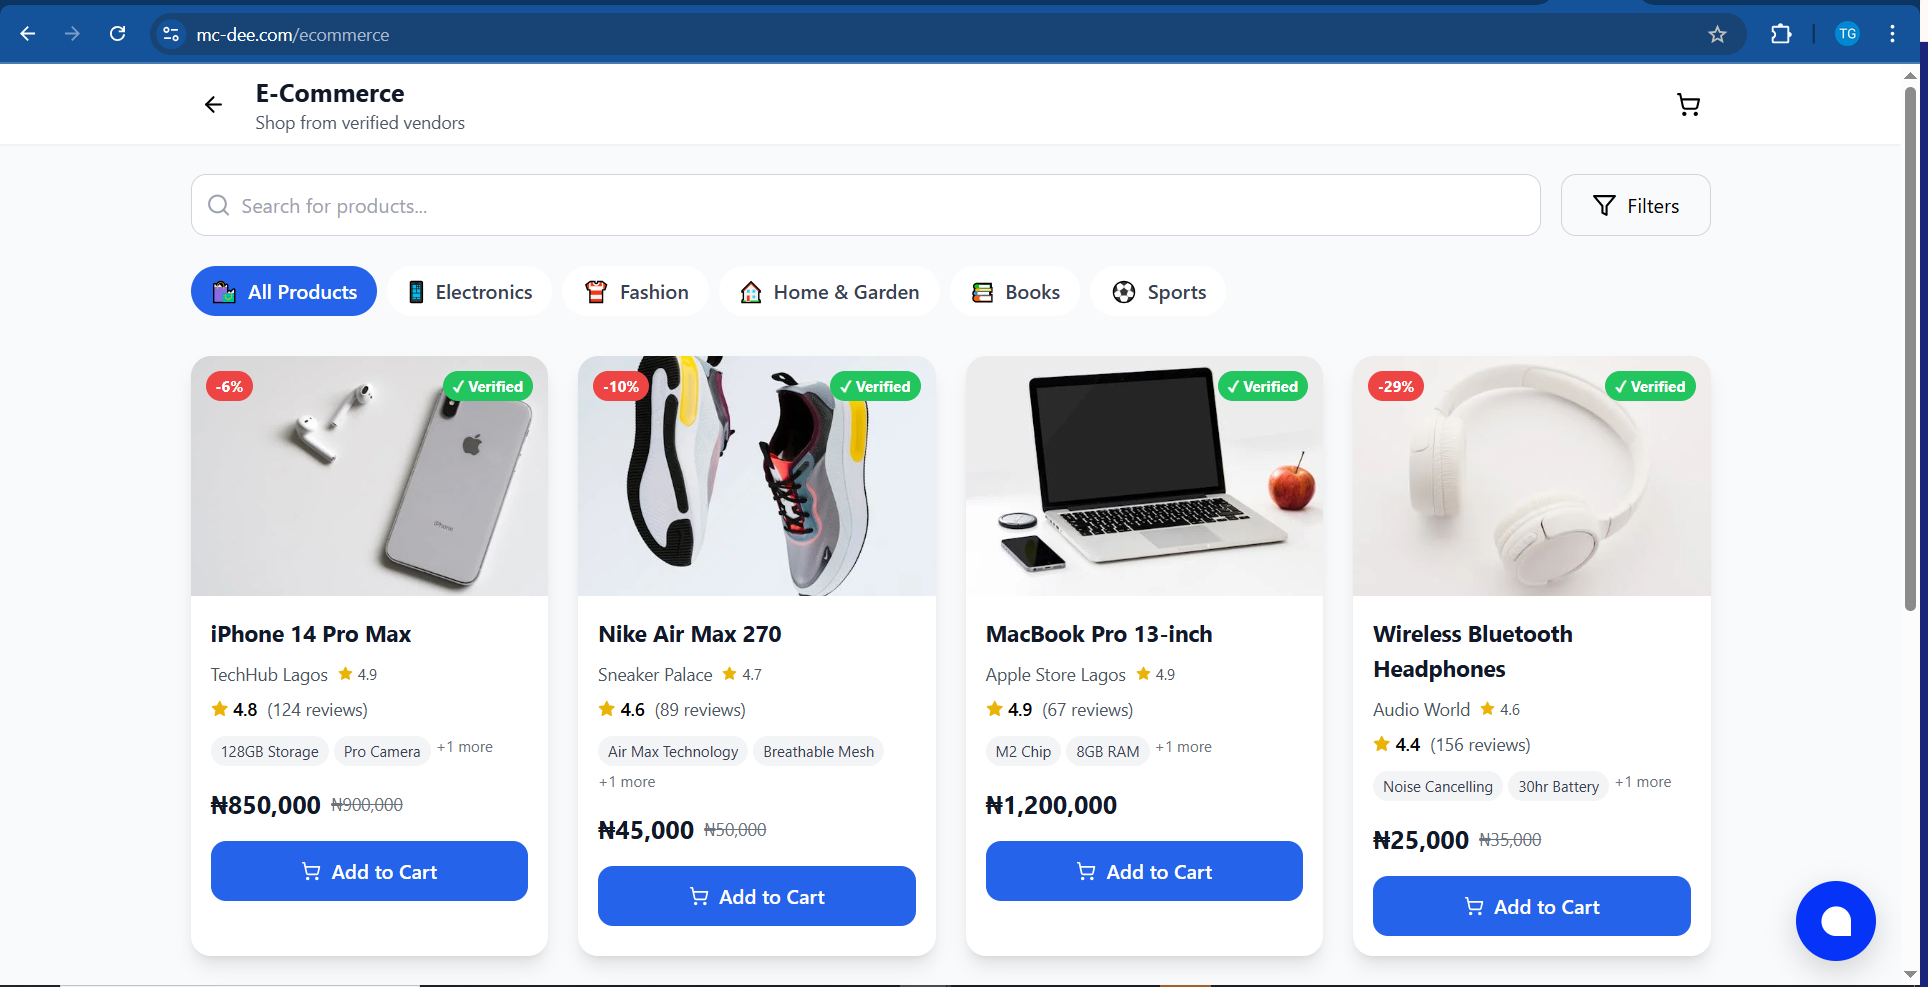 mc-dee.com/ecommerce
TG
E-Commerce
Shop from verified vendors
Search for products...
Filters
All Products
Electronics
Fashion
Home & Garden
Books
Sports
-6%
✓ Verified
iPhone
iPhone 14 Pro Max
TechHub Lagos ★ 4.9
★ 4.8 (124 reviews)
128GB Storage
Pro Camera
+1 more
₦850,000 ₦900,000
Add to Cart
-10%
✓ Verified
Nike Air Max 270
Sneaker Palace ★ 4.7
★ 4.6 (89 reviews)
Air Max Technology
Breathable Mesh
+1 more
₦45,000 ₦50,000
Add to Cart
✓ Verified
MacBook Pro 13-inch
Apple Store Lagos ★ 4.9
★ 4.9 (67 reviews)
M2 Chip
8GB RAM
+1 more
₦1,200,000
Add to Cart
-29%
✓ Verified
Wireless Bluetooth
Headphones
Audio World ★ 4.6
★ 4.4 (156 reviews)
Noise Cancelling
30hr Battery
+1 more
₦25,000 ₦35,000
Add to Cart